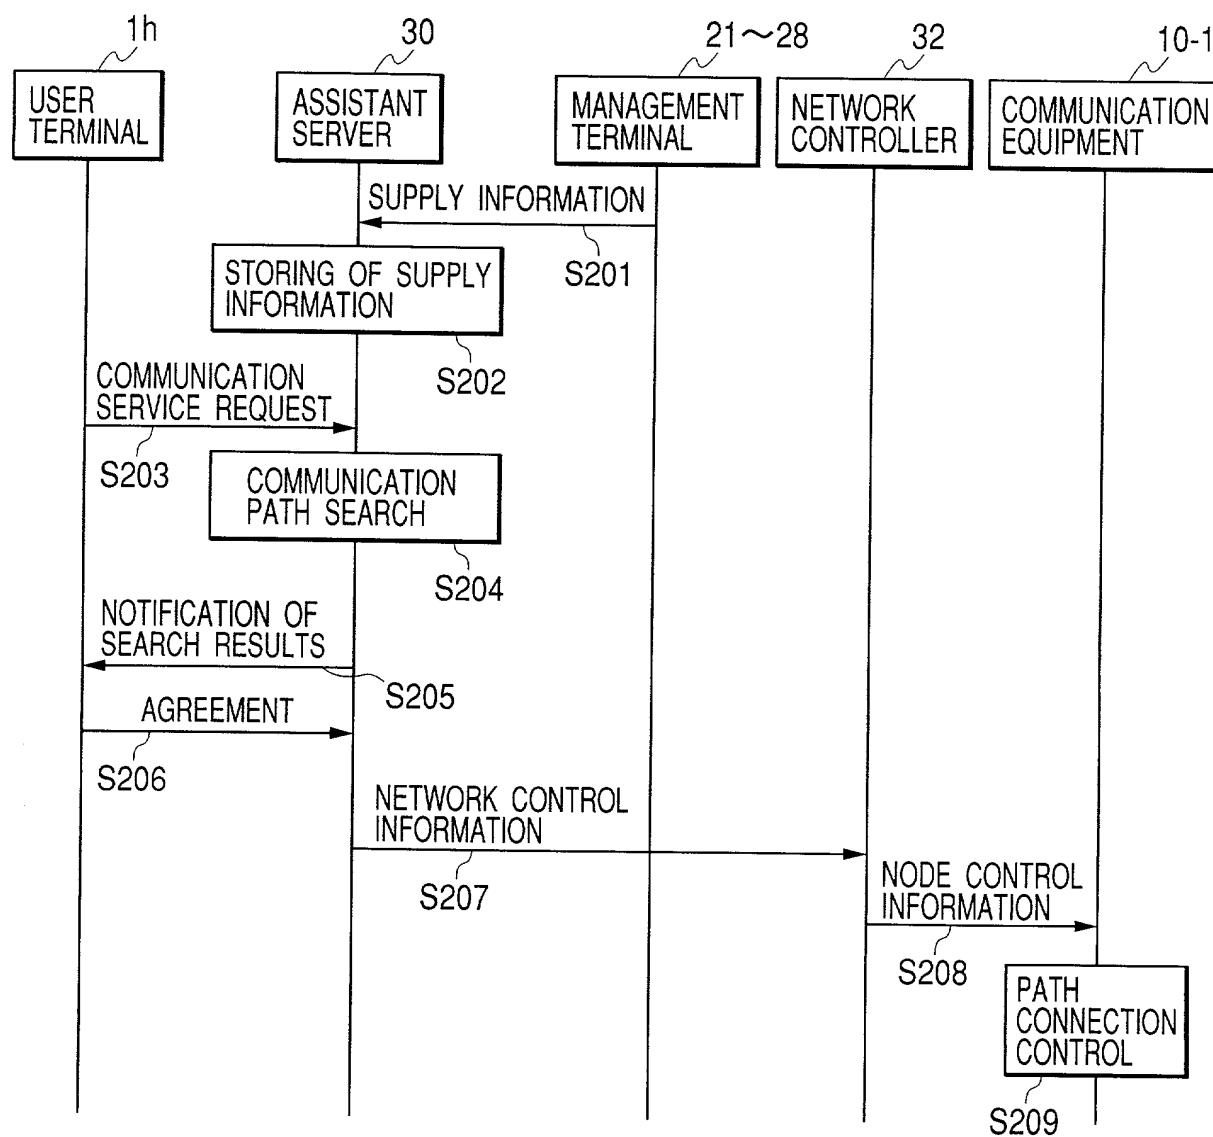 1h
30
21～28
32
10-1
USER
TERMINAL
ASSISTANT
SERVER
MANAGEMENT
TERMINAL
NETWORK
CONTROLLER
COMMUNICATION
EQUIPMENT
SUPPLY INFORMATION
S201
STORING OF SUPPLY
INFORMATION
S202
COMMUNICATION
SERVICE REQUEST
S203
COMMUNICATION
PATH SEARCH
S204
NOTIFICATION OF
SEARCH RESULTS
S205
AGREEMENT
S206
NETWORK CONTROL
INFORMATION
S207
NODE CONTROL
INFORMATION
S208
PATH
CONNECTION
CONTROL
S209